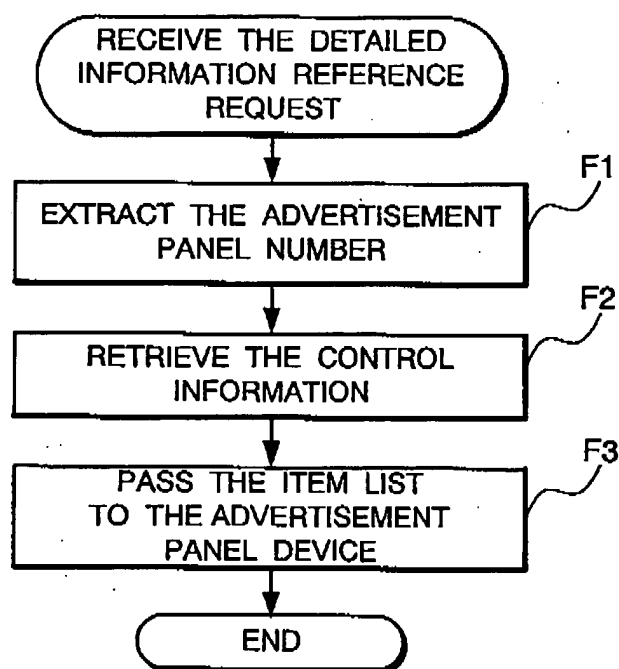 RECEIVE THE DETAILED
INFORMATION REFERENCE
REQUEST
F1
EXTRACT THE ADVERTISEMENT
PANEL NUMBER
F2
RETRIEVE THE CONTROL
INFORMATION
F3
PASS THE ITEM LIST
TO THE ADVERTISEMENT
PANEL DEVICE
END